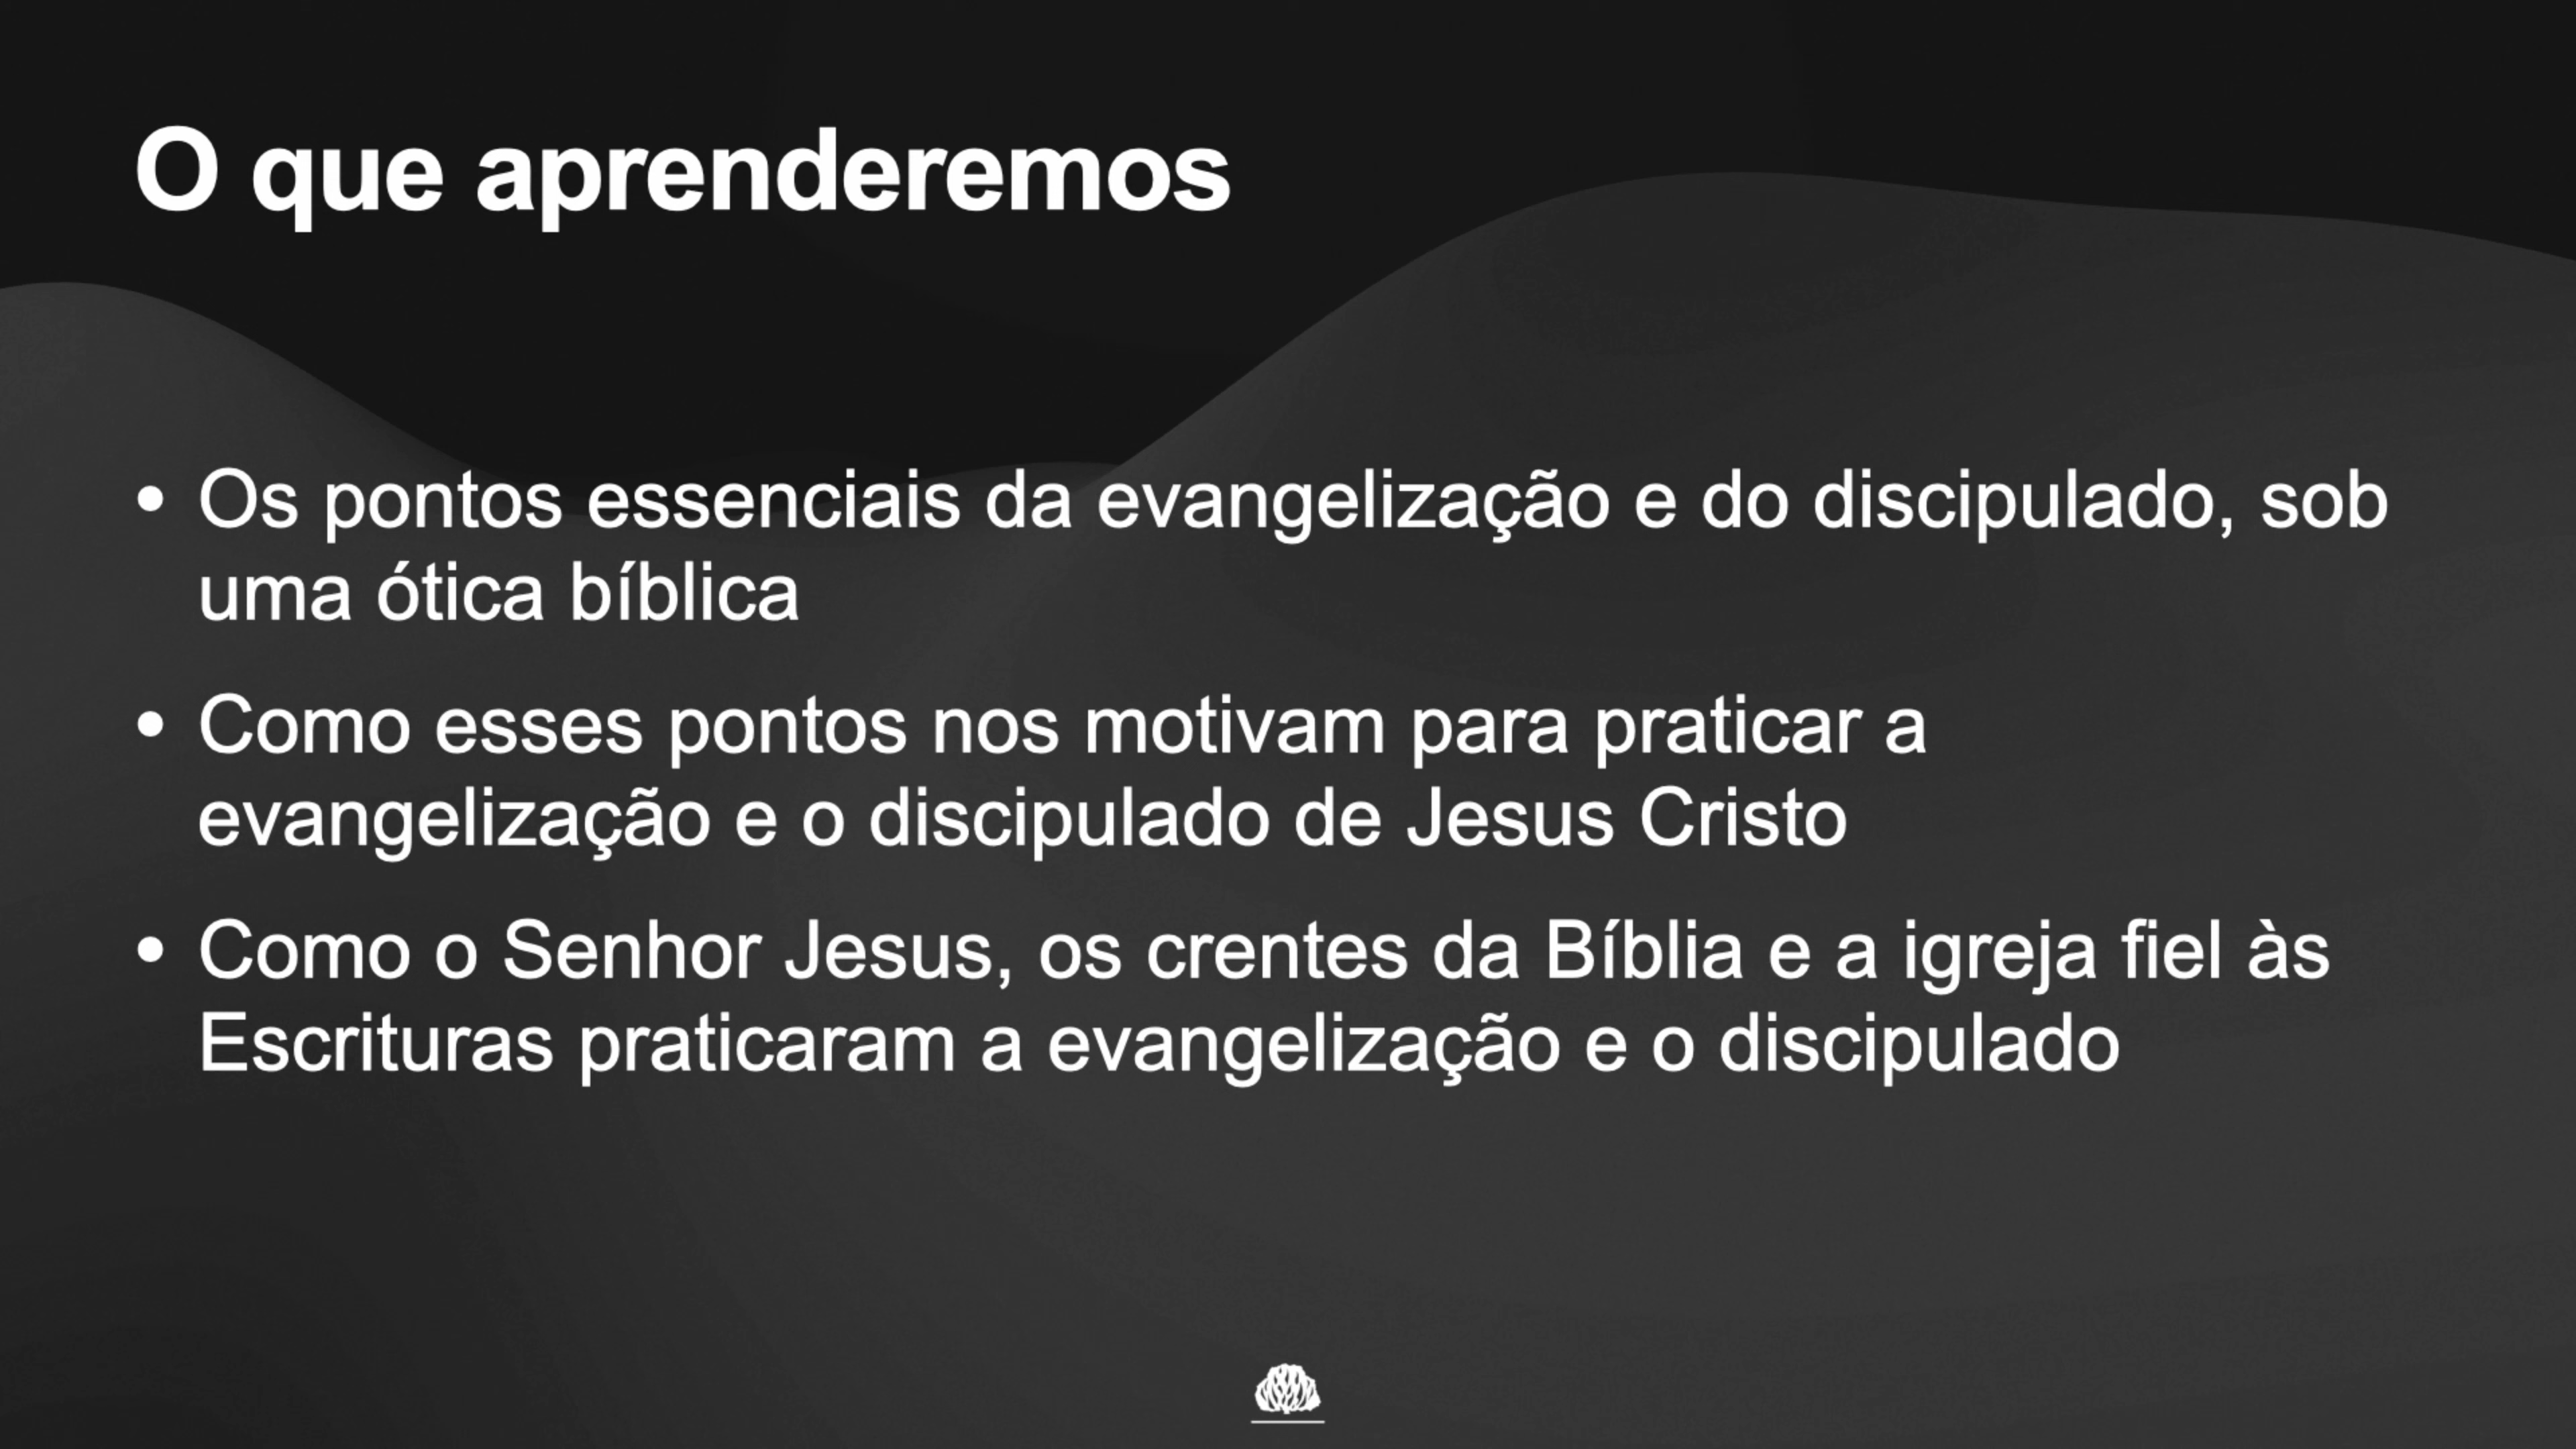 O que aprenderemos
• Os pontos essenciais da evangelização e do discipulado, sob
uma ótica bíblica
• Como esses pontos nos motivam para praticar a
evangelização e o discipulado de Jesus Cristo
• Como o Senhor Jesus, os crentes da Bíblia e a igreja fiel às
Escrituras praticaram a evangelização e o discipulado